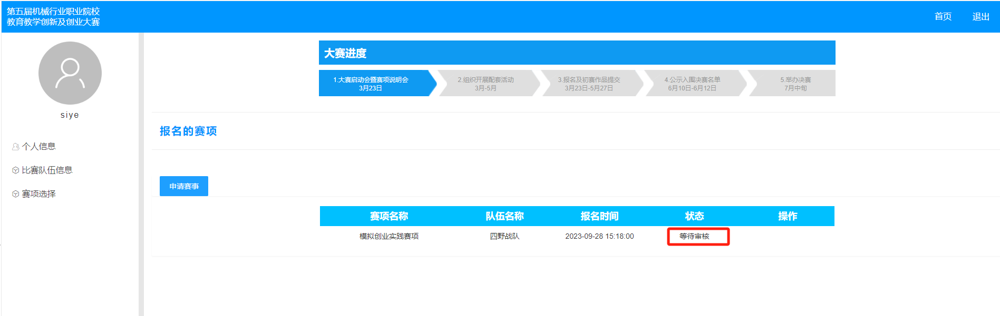 第五届机械行业职业院校
教育教学创新及创业大赛
首页
退出
siye
个人信息
比赛队伍信息
赛项选择
大赛进度
1.大赛启动会暨赛项说明会
3月23日
2.组织开展配套活动
3月-5月
3.报名及初赛作品提交
3月23日-5月27日
4.公示入围决赛名单
6月10日-6月12日
5.举办决赛
7月中旬
报名的赛项
申请赛事
赛项名称 队伍名称 报名时间 状态 操作
模拟创业实践赛项 四野战队 2023-09-28 15:18:00 等待审核